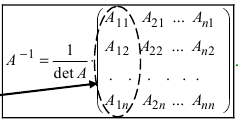 A⁻¹ = 1/det A · ( A₁₁ A₂₁ ... Aₙ₁
A₁₂ A₂₂ ... Aₙ₂
. . . . . .
A₁ₙ A₂ₙ ... Aₙₙ ) .